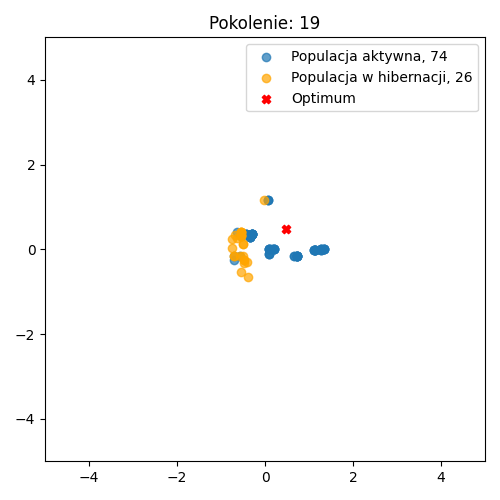 Pokolenie: 19
Populacja aktywna, 74
Populacja w hibernacji, 26
Optimum
4
2
0
−2
−4
−4
−2
0
2
4